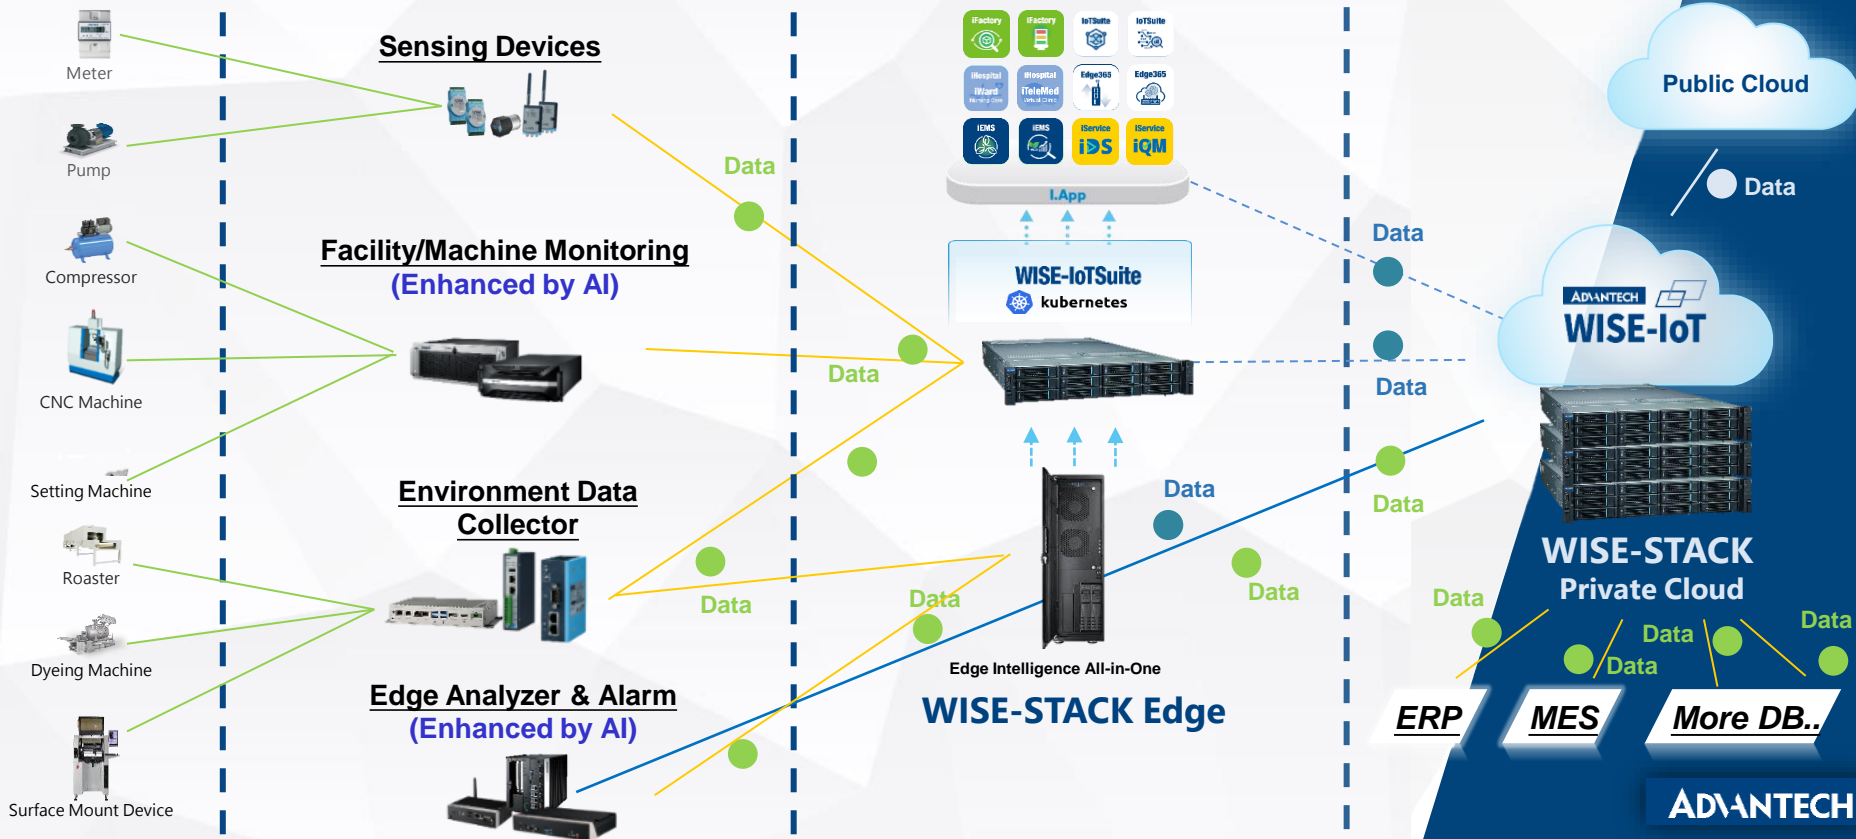 Meter
Pump
Compressor
CNC Machine
Setting Machine
Roaster
Dyeing Machine
Surface Mount Device
Sensing Devices
Facility/Machine Monitoring
(Enhanced by AI)
Environment Data
Collector
Edge Analyzer & Alarm
(Enhanced by AI)
Data
Data
Data
Data
iFactory
iFactory
IoTSuite
IoTSuite
iHospital
iWard
Nursing Care
iHospital
iTeleMed
Virtual Clinic
Edge365
Edge365
iEMS
iEMS
iService
iDS
iService
iQM
I.App
WISE-IoTSuite
kubernetes
Data
Data
Edge Intelligence All-in-One
WISE-STACK Edge
Data
Data
Data
Public Cloud
Data
ADVANTECH
WISE-IoT
WISE-STACK
Private Cloud
Data
Data
Data
Data
ERP
MES
More DB..
ADVANTECH